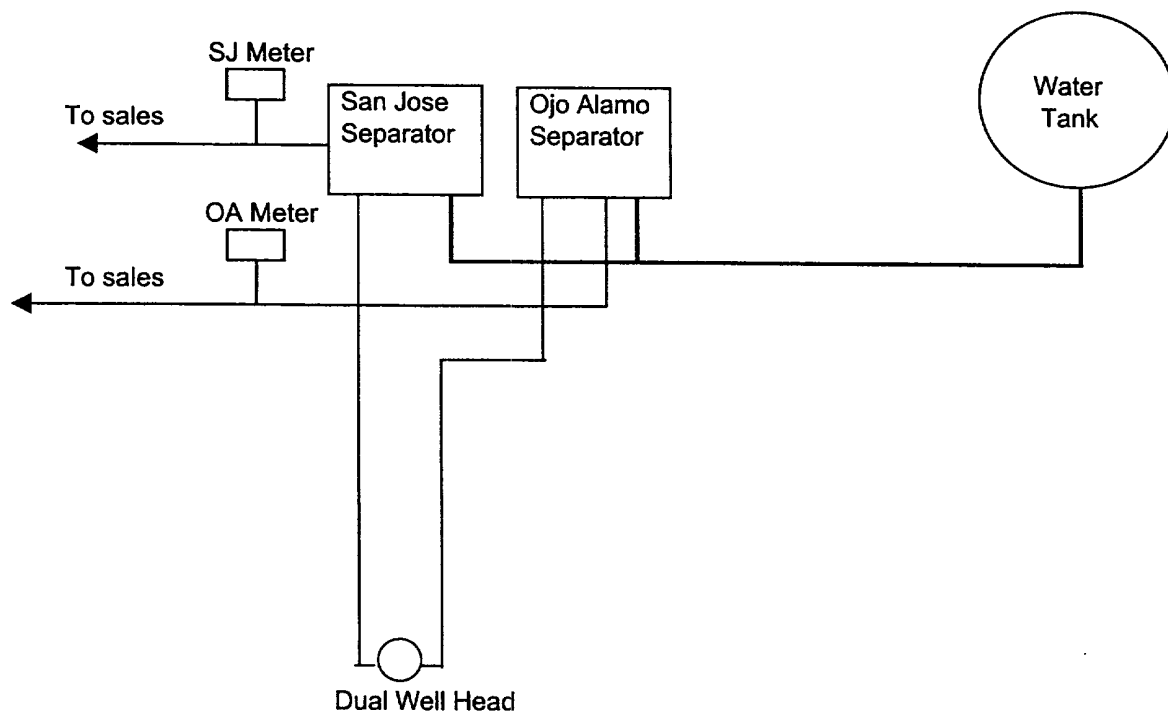 SJ Meter
To sales
San Jose
Separator
Ojo Alamo
Separator
Water
Tank
OA Meter
To sales
Dual Well Head